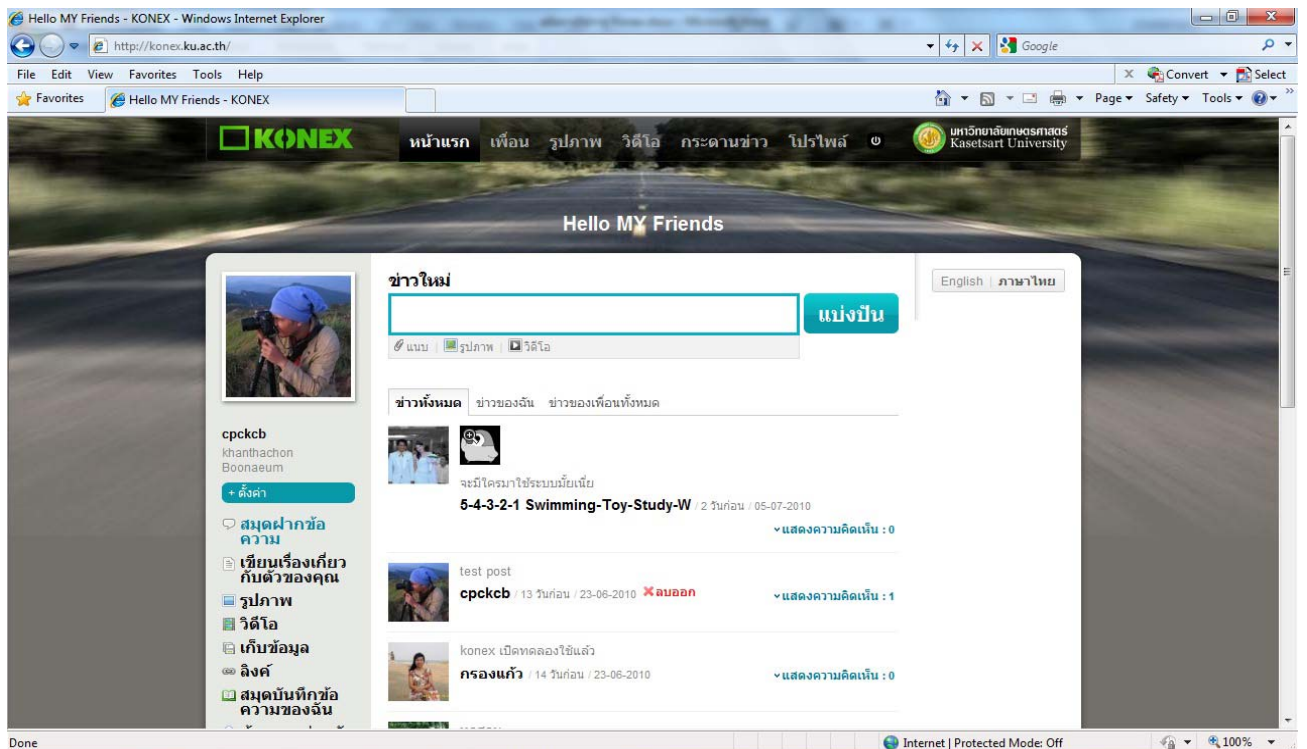 Hello MY Friends - KONEX - Windows Internet Explorer
http://konex.ku.ac.th/
Google
File Edit View Favorites Tools Help
Convert
Select
Favorites
Hello MY Friends - KONEX
Page
Safety
Tools
KONEX
หน้าแรก เพื่อน รูปภาพ วิดีโอ กระดานข่าว โปรไพล์
มหาวิทยาลัยเกษตรศาสตร์
Kasetsart University
Hello MY Friends
ข่าวใหม่
แบ่งปัน
English | ภาษาไทย
แนบ | รูปภาพ | วิดีโอ
ข่าวทั้งหมด ข่าวของฉัน ข่าวของเพื่อนทั้งหมด
cpckcb
khanthachon
Boonaeum
+ ตั้งค่า
สมุดฝากข้อ
ความ
เขียนเรื่องเกี่ยว
กับตัวของคุณ
รูปภาพ
วิดีโอ
เก็บข้อมูล
ลิงค์
สมุดบันทึกข้อ
ความของฉัน
จะมีใครมาใช้ระบบมั้ยเนี่ย
5-4-3-2-1 Swimming-Toy-Study-W / 2 วันก่อน / 05-07-2010
แสดงความคิดเห็น : 0
test post
cpckcb / 13 วันก่อน / 23-06-2010 ลบออก
แสดงความคิดเห็น : 1
konex เปิดทดลองใช้แล้ว
กรองแก้ว / 14 วันก่อน / 23-06-2010
แสดงความคิดเห็น : 0
Done
Internet | Protected Mode: Off
100%